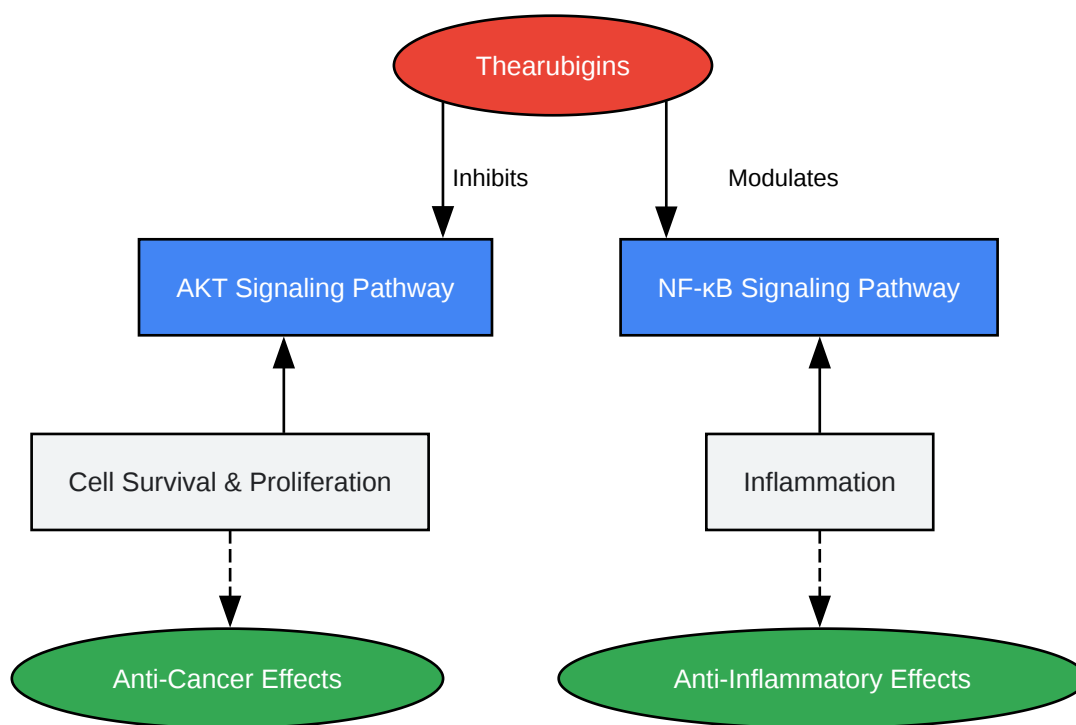 Thearubigins
Inhibits
Modulates
AKT Signaling Pathway
NF-κB Signaling Pathway
Cell Survival & Proliferation
Inflammation
Anti-Cancer Effects
Anti-Inflammatory Effects